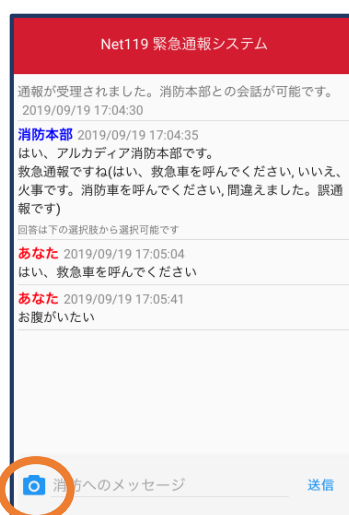 Net119 緊急通報システム
通報が受理されました。消防本部との会話が可能です。
2019/09/19 17:04:30
消防本部 2019/09/19 17:04:35
はい、アルカディア消防本部です。
救急通報ですね(はい、救急車を呼んでください, いいえ、
火事です。消防車を呼んでください, 間違えました。誤通
報です)
回答は下の選択肢から選択可能です
あなた 2019/09/19 17:05:04
はい、救急車を呼んでください
あなた 2019/09/19 17:05:41
お腹がいたい
消防へのメッセージ 送信